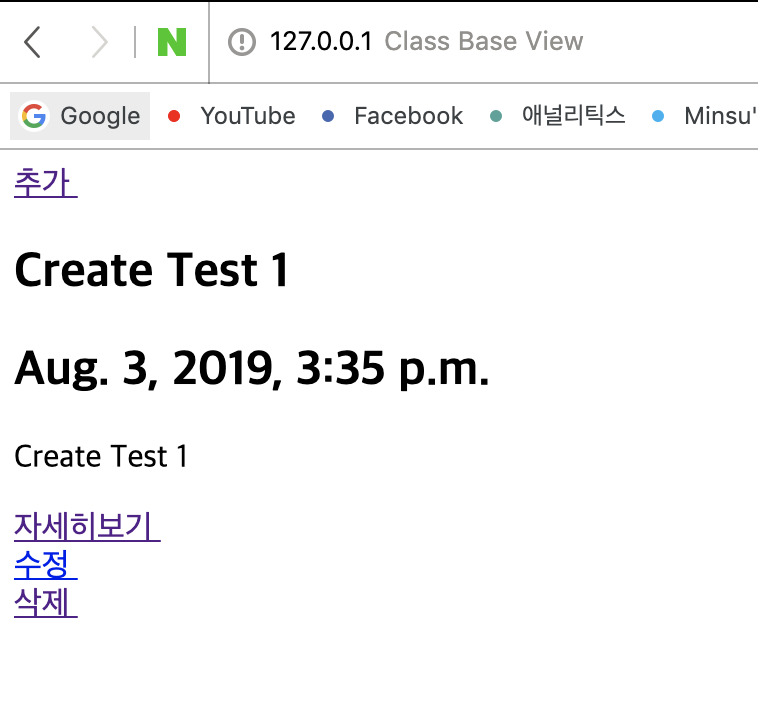 N 127.0.0.1 Class Base View
Google YouTube Facebook 애널리틱스 Minsu'
추가
Create Test 1
Aug. 3, 2019, 3:35 p.m.
Create Test 1
자세히보기
수정
삭제